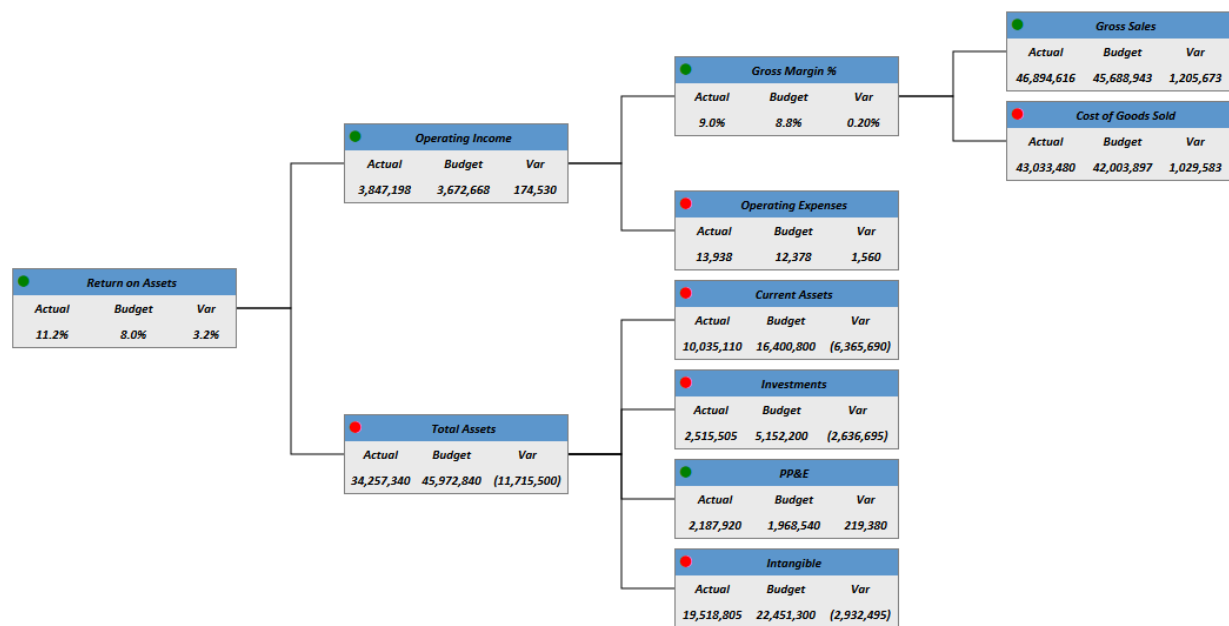 Gross Sales
Actual Budget Var
46,894,616 45,688,943 1,205,673
Gross Margin %
Actual Budget Var
9.0% 8.8% 0.20%
Cost of Goods Sold
Actual Budget Var
43,033,480 42,003,897 1,029,583
Operating Income
Actual Budget Var
3,847,198 3,672,668 174,530
Operating Expenses
Actual Budget Var
13,938 12,378 1,560
Return on Assets
Actual Budget Var
11.2% 8.0% 3.2%
Current Assets
Actual Budget Var
10,035,110 16,400,800 (6,365,690)
Investments
Actual Budget Var
2,515,505 5,152,200 (2,636,695)
Total Assets
Actual Budget Var
34,257,340 45,972,840 (11,715,500)
PP&E
Actual Budget Var
2,187,920 1,968,540 219,380
Intangible
Actual Budget Var
19,518,805 22,451,300 (2,932,495)